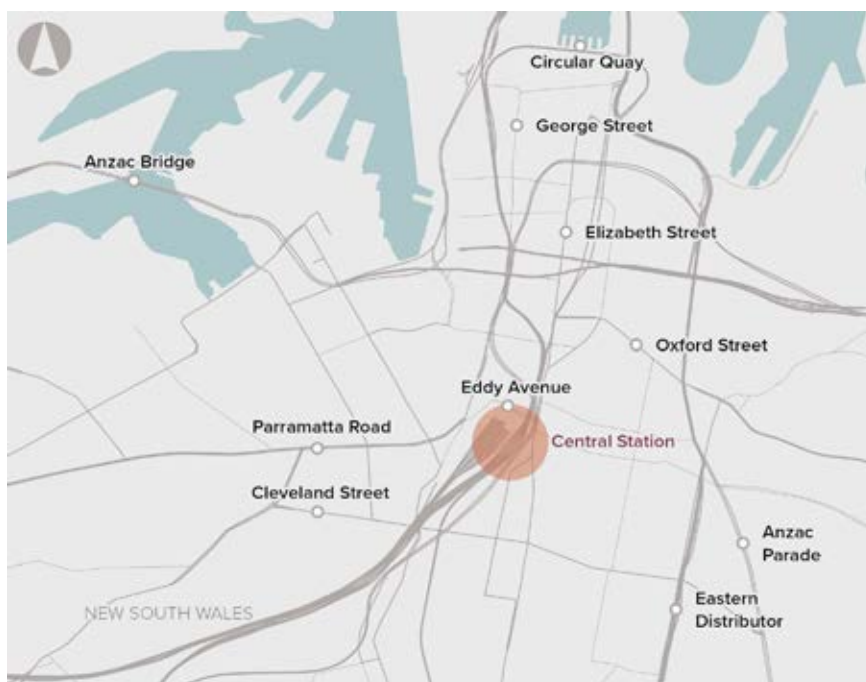 Circular Quay
George Street
Anzac Bridge
Elizabeth Street
Oxford Street
Eddy Avenue
Parramatta Road
Central Station
Cleveland Street
Anzac
Parade
NEW SOUTH WALES
Eastern
Distributor